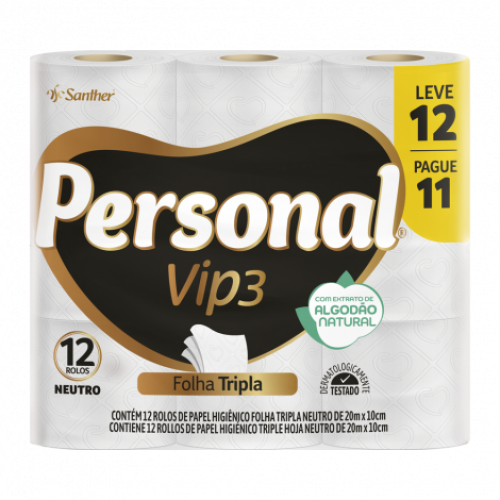 Santher
LEVE
12
PAGUE
11
Personal®
Vip3
COM EXTRATO DE
ALGODÃO
NATURAL
12
ROLOS
NEUTRO
Folha Tripla
DERMATOLOGICAMENTE
TESTADO
CONTÉM 12 ROLOS DE PAPEL HIGIÊNICO FOLHA TRIPLA NEUTRO DE 20m x 10cm
CONTIENE 12 ROLLOS DE PAPEL HIGIÉNICO TRIPLE HOJA NEUTRO DE 20m x 10cm